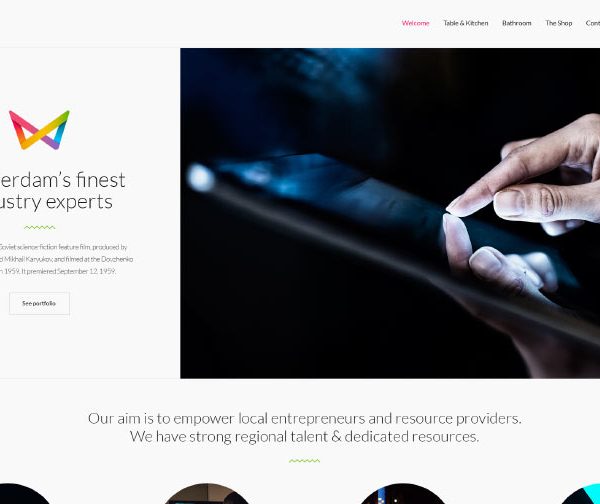 Welcome Table & Kitchen Bathroom The Shop Cont
erdam's finest
ustry experts
Soviet science fiction feature film, produced by
d Mikhail Karyukov, and filmed at the Dovzhenko
n 1959. It premiered September 12, 1959.
See portfolio
Our aim is to empower local entrepreneurs and resource providers.
We have strong regional talent & dedicated resources.